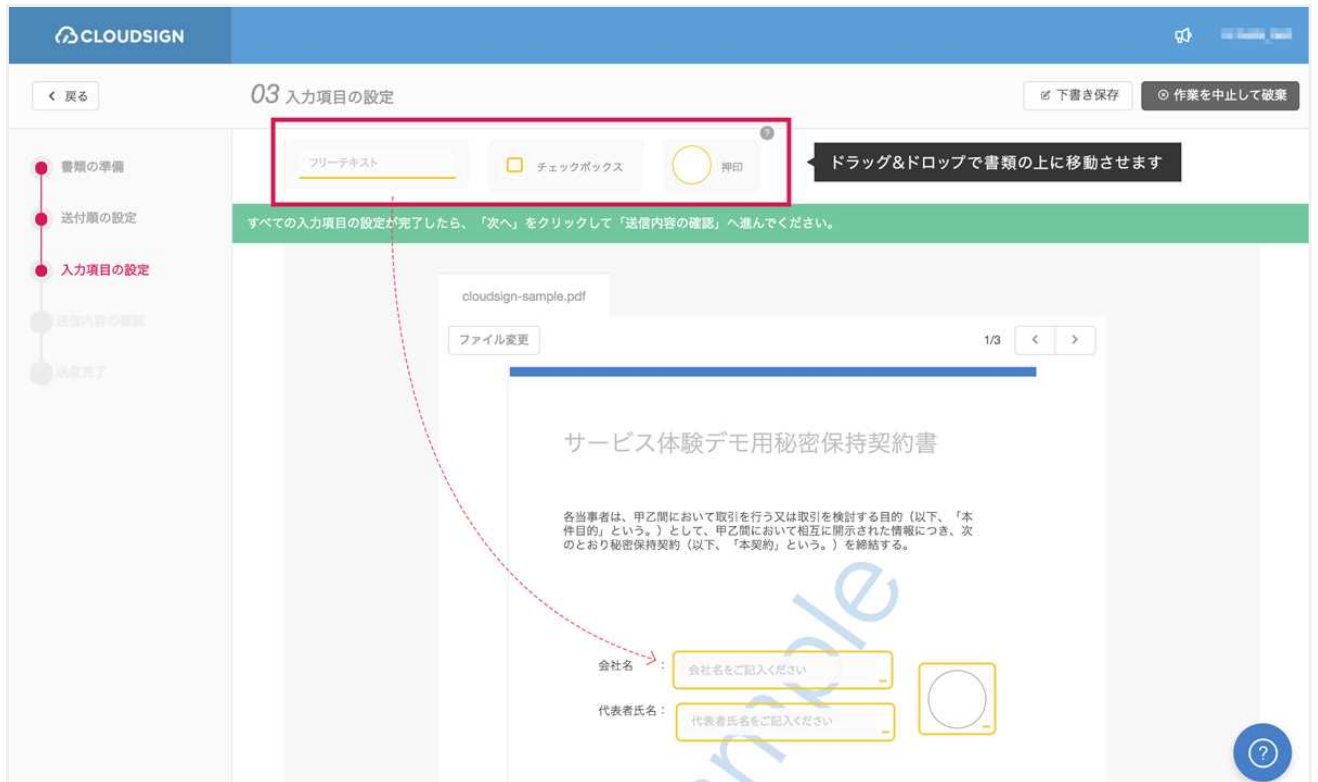 CLOUDSIGN
戻る
03 入力項目の設定
下書き保存
作業を中止して破棄
書類の準備
送付順の設定
入力項目の設定
送信内容の確認
送信完了
フリーテキスト
チェックボックス
押印
?
ドラッグ&ドロップで書類の上に移動させます
すべての入力項目の設定が完了したら、「次へ」をクリックして「送信内容の確認」へ進んでください。
cloudsign-sample.pdf
ファイル変更
1/3
サービス体験デモ用秘密保持契約書
各当事者は、甲乙間において取引を行う又は取引を検討する目的（以下、「本
件目的」という。）として、甲乙間において相互に開示された情報につき、次
のとおり秘密保持契約（以下、「本契約」という。）を締結する。
会社名 :
会社名をご記入ください
代表者氏名：
代表者氏名をご記入ください
?